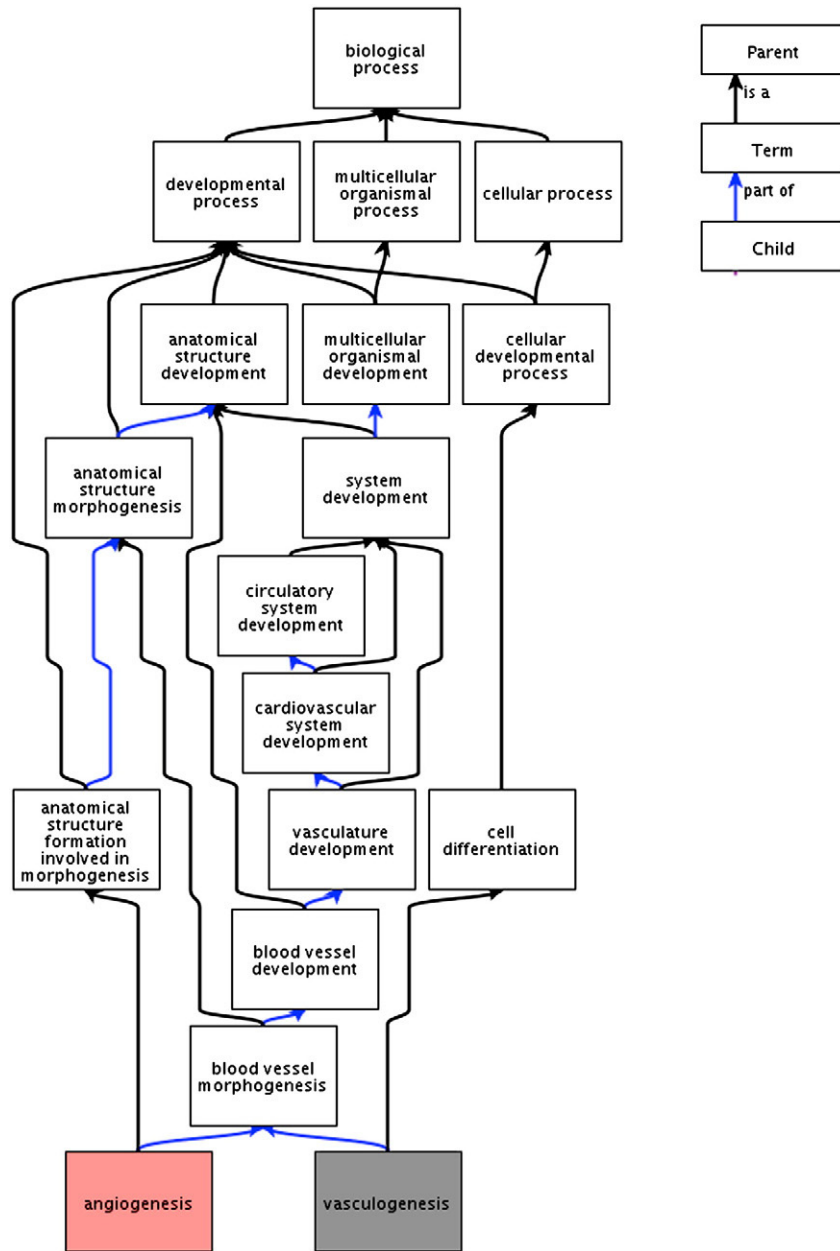 biological
process
Parent
is a
Term
part of
Child
developmental
process
multicellular
organismal
process
cellular process
anatomical
structure
development
multicellular
organismal
development
cellular
developmental
process
anatomical
structure
morphogenesis
system
development
circulatory
system
development
cardiovascular
system
development
anatomical
structure
formation
involved in
morphogenesis
vasculature
development
cell
differentiation
blood vessel
development
blood vessel
morphogenesis
angiogenesis
vasculogenesis